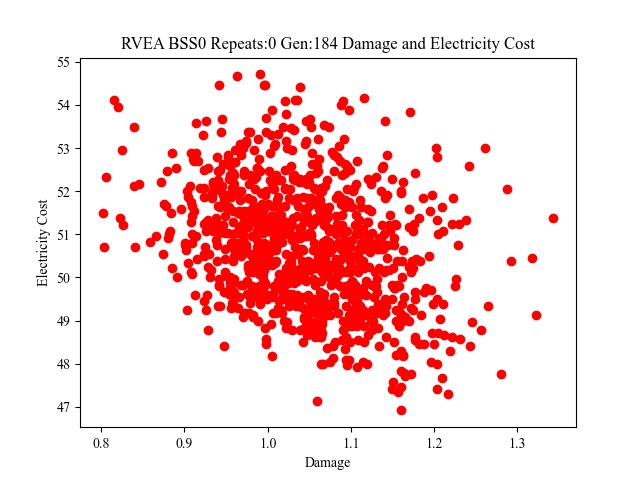 RVEA BSS0 Repeats:0 Gen:184 Damage and Electricity Cost
55
54
53
52
51
50
49
48
47
Electricity Cost
0.8 0.9 1.0 1.1 1.2 1.3
Damage